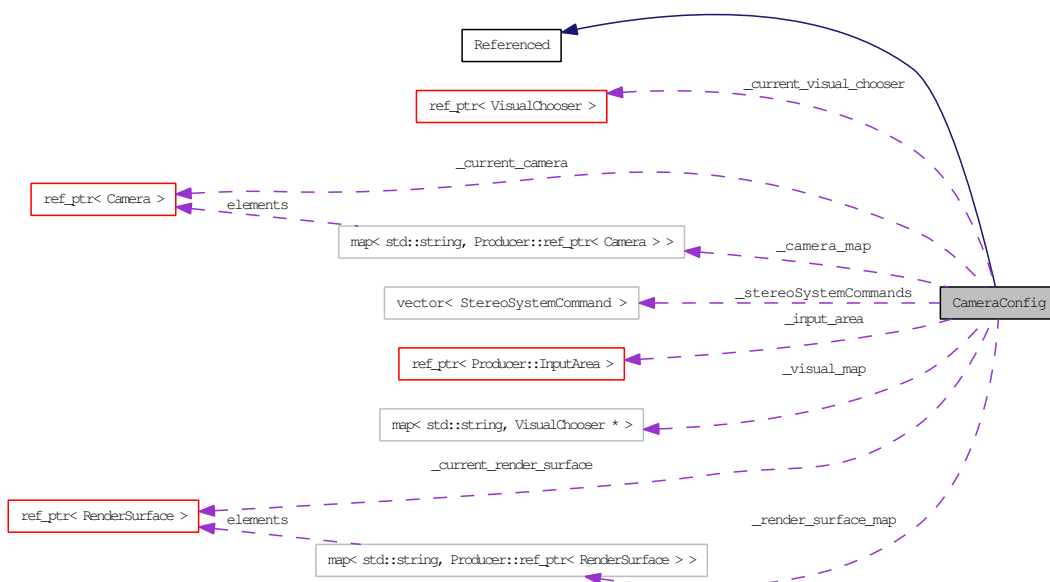 Referenced
_current_visual_chooser
ref_ptr< VisualChooser >
_current_camera
ref_ptr< Camera >
elements
map< std::string, Producer::ref_ptr< Camera > >
_camera_map
vector< StereoSystemCommand >
_stereoSystemCommands
CameraConfig
_input_area
ref_ptr< Producer::InputArea >
_visual_map
map< std::string, VisualChooser * >
_current_render_surface
ref_ptr< RenderSurface >
elements
_render_surface_map
map< std::string, Producer::ref_ptr< RenderSurface > >